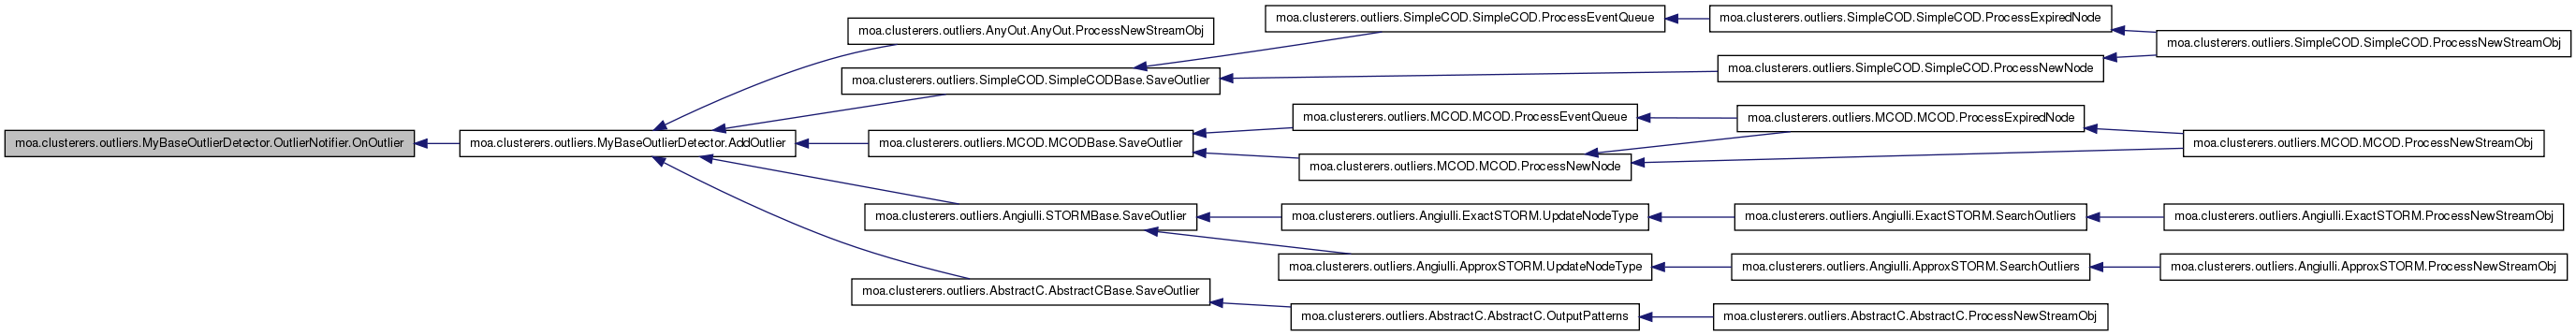 moa.clusterers.outliers.MyBaseOutlierDetector.OutlierNotifier.OnOutlier
moa.clusterers.outliers.MyBaseOutlierDetector.AddOutlier
moa.clusterers.outliers.AnyOut.AnyOut.ProcessNewStreamObj
moa.clusterers.outliers.SimpleCOD.SimpleCODBase.SaveOutlier
moa.clusterers.outliers.SimpleCOD.SimpleCOD.ProcessEventQueue
moa.clusterers.outliers.SimpleCOD.SimpleCOD.ProcessExpiredNode
moa.clusterers.outliers.SimpleCOD.SimpleCOD.ProcessNewStreamObj
moa.clusterers.outliers.SimpleCOD.SimpleCOD.ProcessNewNode
moa.clusterers.outliers.MCOD.MCODBase.SaveOutlier
moa.clusterers.outliers.MCOD.MCOD.ProcessEventQueue
moa.clusterers.outliers.MCOD.MCOD.ProcessExpiredNode
moa.clusterers.outliers.MCOD.MCOD.ProcessNewStreamObj
moa.clusterers.outliers.MCOD.MCOD.ProcessNewNode
moa.clusterers.outliers.Angiulli.STORMBase.SaveOutlier
moa.clusterers.outliers.Angiulli.ExactSTORM.UpdateNodeType
moa.clusterers.outliers.Angiulli.ExactSTORM.SearchOutliers
moa.clusterers.outliers.Angiulli.ExactSTORM.ProcessNewStreamObj
moa.clusterers.outliers.Angiulli.ApproxSTORM.UpdateNodeType
moa.clusterers.outliers.Angiulli.ApproxSTORM.SearchOutliers
moa.clusterers.outliers.Angiulli.ApproxSTORM.ProcessNewStreamObj
moa.clusterers.outliers.AbstractC.AbstractCBase.SaveOutlier
moa.clusterers.outliers.AbstractC.AbstractC.OutputPatterns
moa.clusterers.outliers.AbstractC.AbstractC.ProcessNewStreamObj